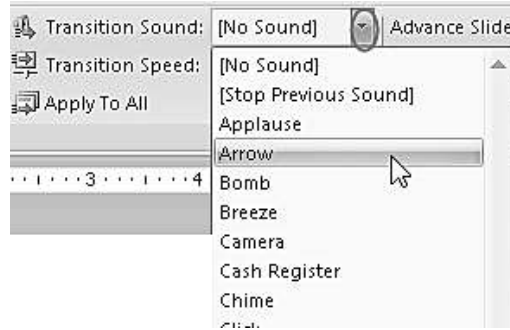 Transition Sound: [No Sound] Advance Slide
Transition Speed: [No Sound]
[Stop Previous Sound]
Apply To All
Applause
Arrow
3 4
Bomb
Breeze
Camera
Cash Register
Chime
Click